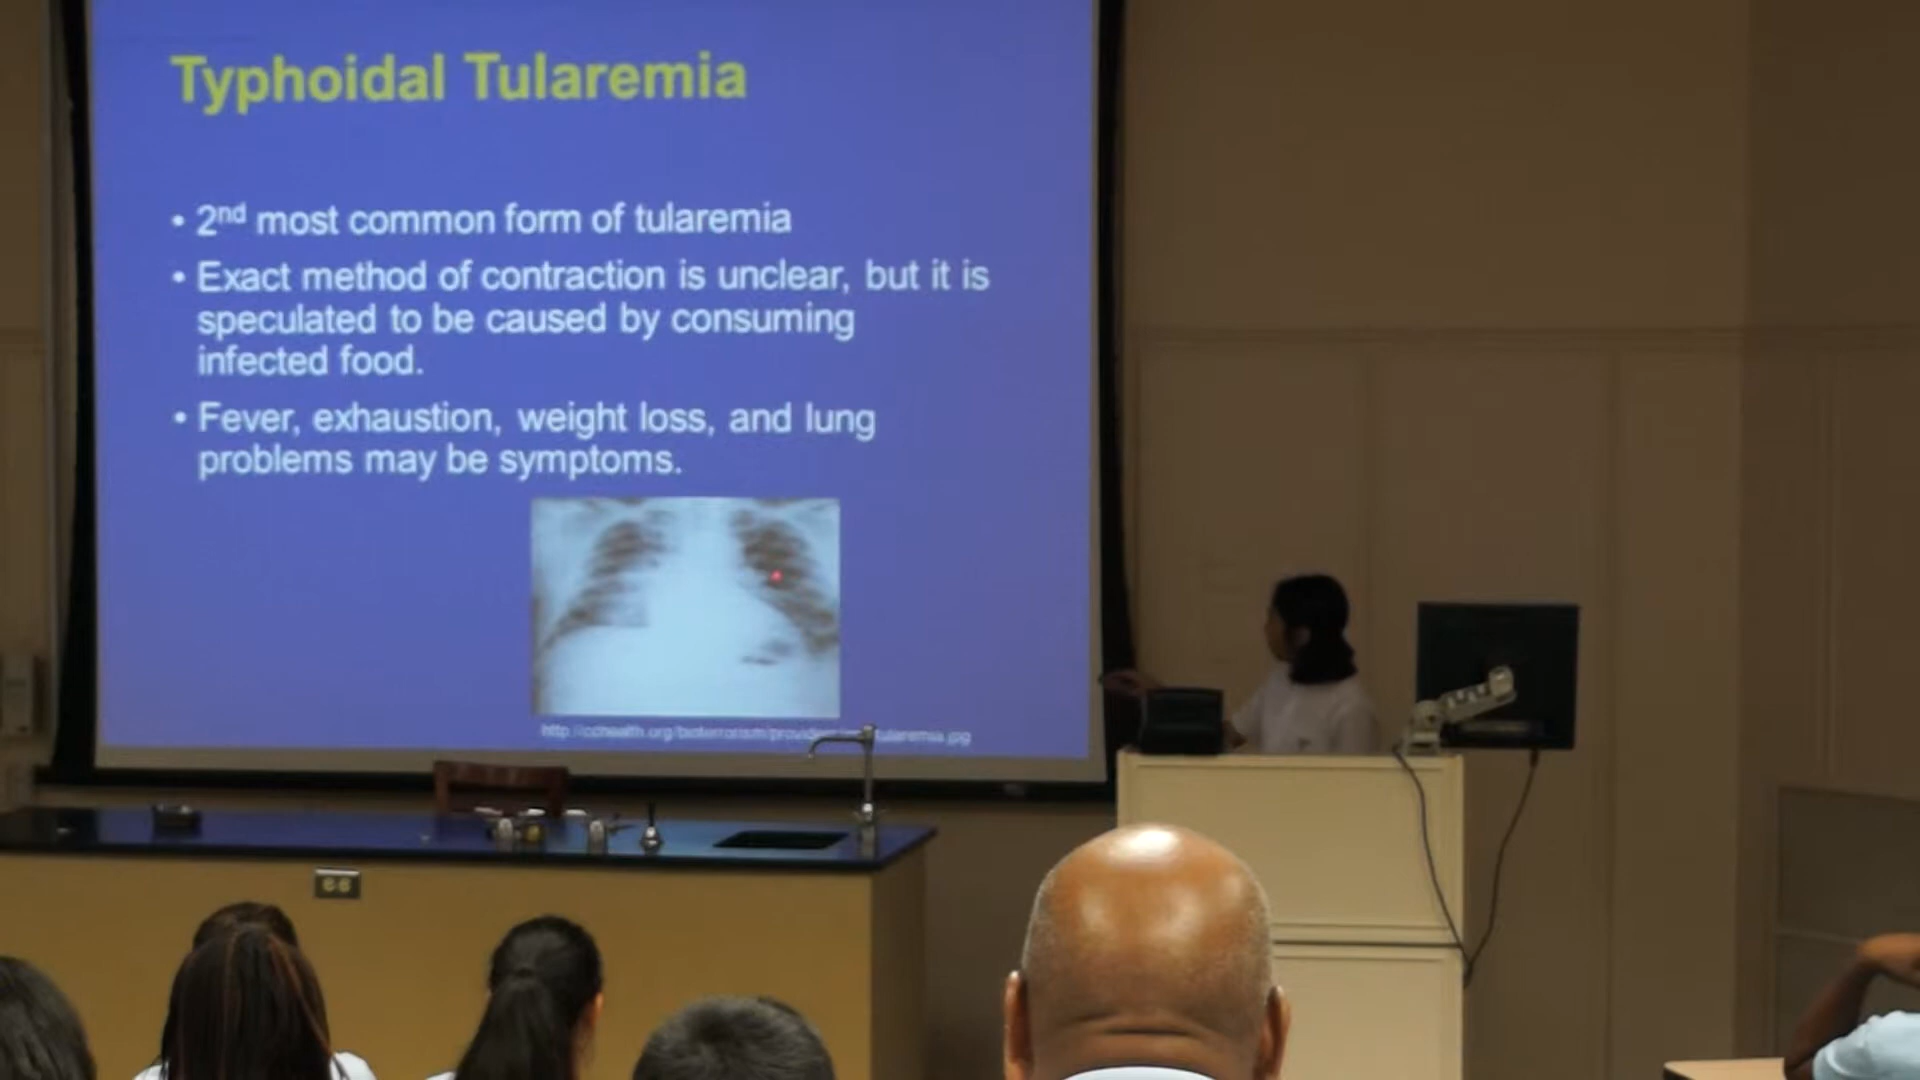 Typhoidal Tularemia
• 2nd most common form of tularemia
• Exact method of contraction is unclear, but it is
speculated to be caused by consuming
infected food.
• Fever, exhaustion, weight loss, and lung
problems may be symptoms.